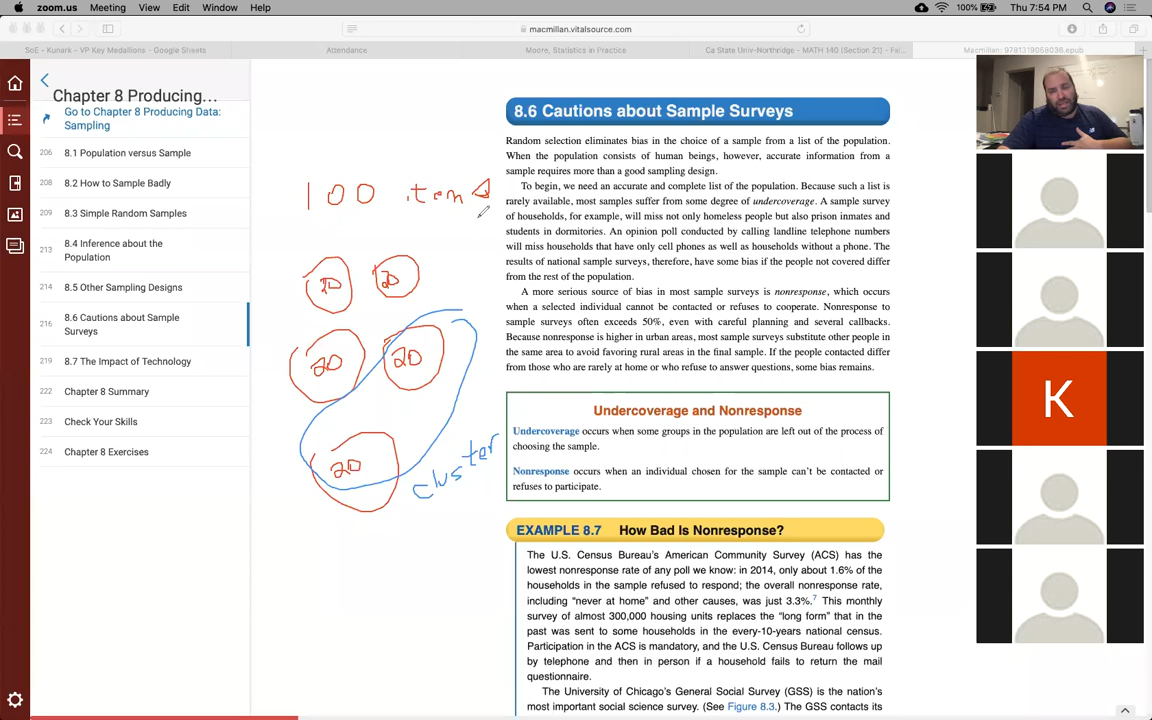 zoom.us Meeting View Edit Window Help
100% Thu 7:54 PM
macmillan.vitalsource.com
SoE - Kunark - VP Key Medallions - Google Sheets
Attendance
Moore, Statistics in Practice
Ca State Univ-Northridge - MATH 140 (Section 21) - Fal...
Macmillan: 9781319058036.epub
Chapter 8 Producing...
Go to Chapter 8 Producing Data:
Sampling
206 8.1 Population versus Sample
208 8.2 How to Sample Badly
209 8.3 Simple Random Samples
213 8.4 Inference about the
Population
214 8.5 Other Sampling Designs
216 8.6 Cautions about Sample
Surveys
219 8.7 The Impact of Technology
222 Chapter 8 Summary
223 Check Your Skills
224 Chapter 8 Exercises
100 items
20 20
20 20
20
cluster
8.6 Cautions about Sample Surveys
Random selection eliminates bias in the choice of a sample from a list of the population.
When the population consists of human beings, however, accurate information from a
sample requires more than a good sampling design.
To begin, we need an accurate and complete list of the population. Because such a list is
rarely available, most samples suffer from some degree of undercoverage. A sample survey
of households, for example, will miss not only homeless people but also prison inmates and
students in dormitories. An opinion poll conducted by calling landline telephone numbers
will miss households that have only cell phones as well as households without a phone. The
results of national sample surveys, therefore, have some bias if the people not covered differ
from the rest of the population.
A more serious source of bias in most sample surveys is nonresponse, which occurs
when a selected individual cannot be contacted or refuses to cooperate. Nonresponse to
sample surveys often exceeds 50%, even with careful planning and several callbacks.
Because nonresponse is higher in urban areas, most sample surveys substitute other people in
the same area to avoid favoring rural areas in the final sample. If the people contacted differ
from those who are rarely at home or who refuse to answer questions, some bias remains.
Undercoverage and Nonresponse
Undercoverage occurs when some groups in the population are left out of the process of
choosing the sample.
Nonresponse occurs when an individual chosen for the sample can't be contacted or
refuses to participate.
EXAMPLE 8.7 How Bad Is Nonresponse?
The U.S. Census Bureau's American Community Survey (ACS) has the
lowest nonresponse rate of any poll we know: in 2014, only about 1.6% of the
households in the sample refused to respond; the overall nonresponse rate,
including "never at home" and other causes, was just 3.3%.7 This monthly
survey of almost 300,000 housing units replaces the "long form" that in the
past was sent to some households in the every-10-years national census.
Participation in the ACS is mandatory, and the U.S. Census Bureau follows up
by telephone and then in person if a household fails to return the mail
questionnaire.
The University of Chicago's General Social Survey (GSS) is the nation's
most important social science survey. (See Figure 8.3.) The GSS contacts its
K